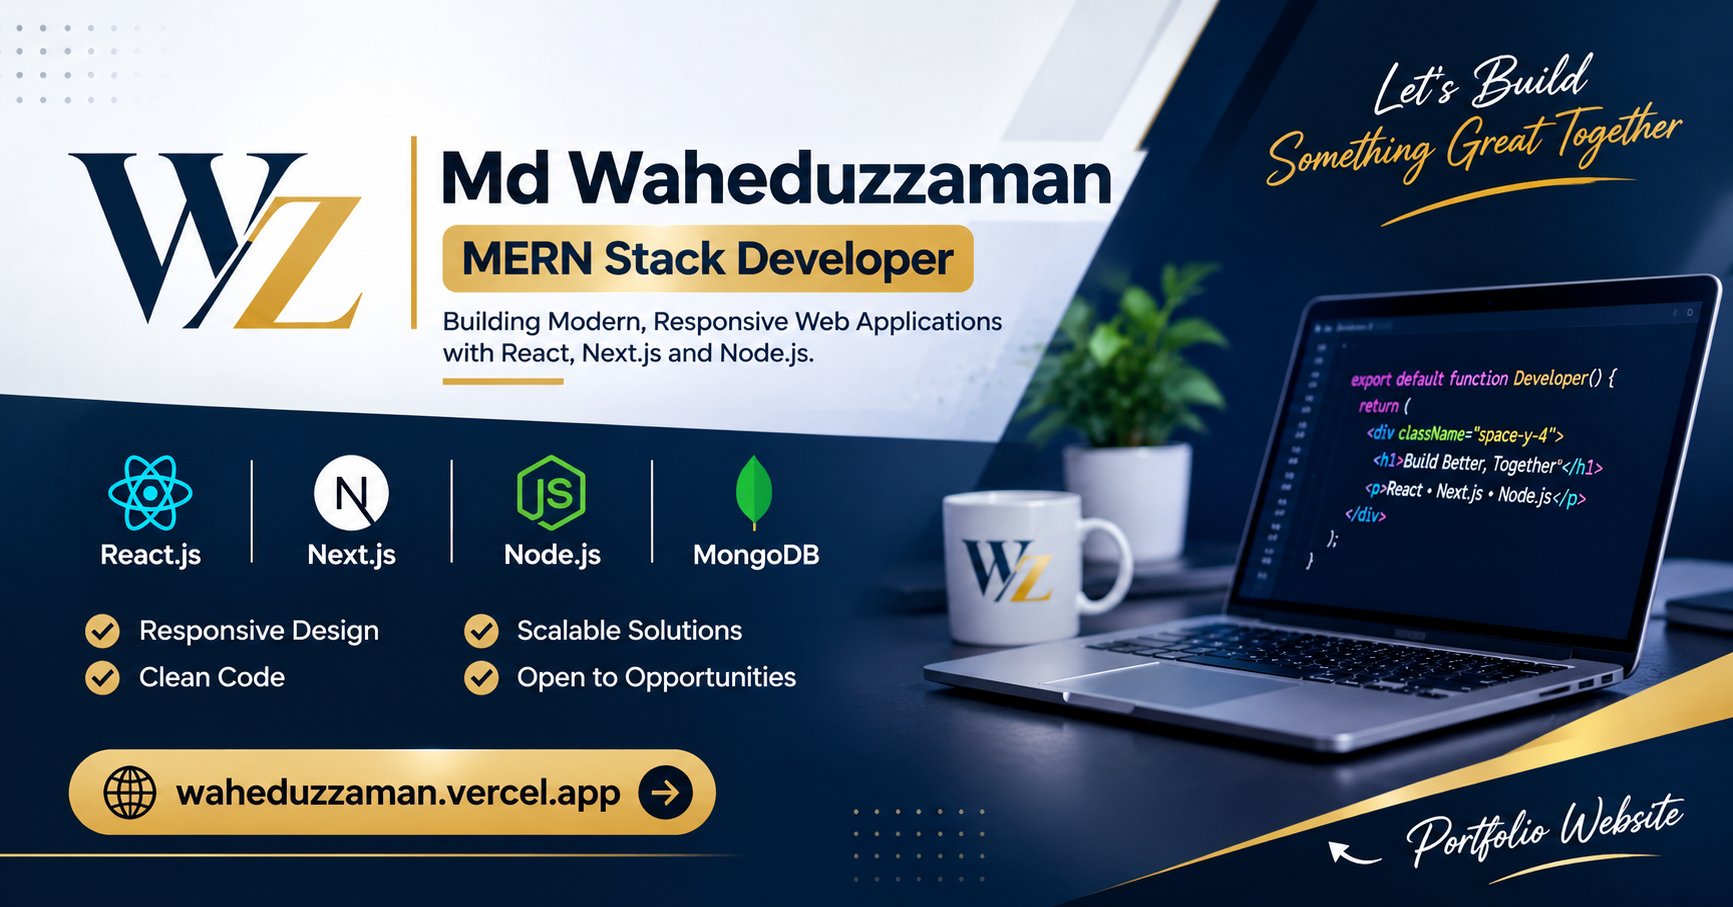 WZ
Md Waheduzzaman
MERN Stack Developer
Building Modern, Responsive Web Applications
with React, Next.js and Node.js.
Let's Build
Something Great Together
N
JS
React.js
Next.js
Node.js
MongoDB
Responsive Design
Scalable Solutions
Clean Code
Open to Opportunities
waheduzzaman.vercel.app
WZ
export default function Developer() {
return (
<div className="space-y-4">
<h1>Build Better, Together"</h1>
<p>React • Next.js • Node.js</p>
</div>
);
}
Portfolio Website